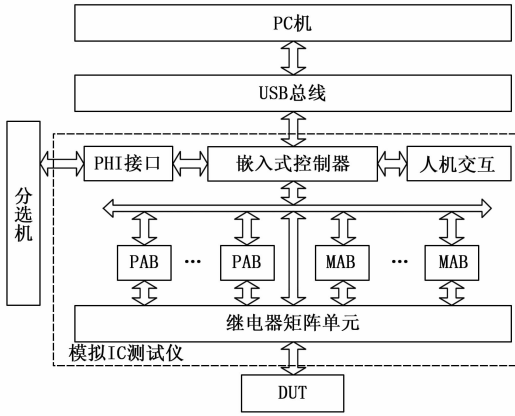 PC机
USB总线
分选机
PHI接口
嵌入式控制器
人机交互
PAB
···
PAB
MAB
···
MAB
继电器矩阵单元
模拟IC测试仪
DUT